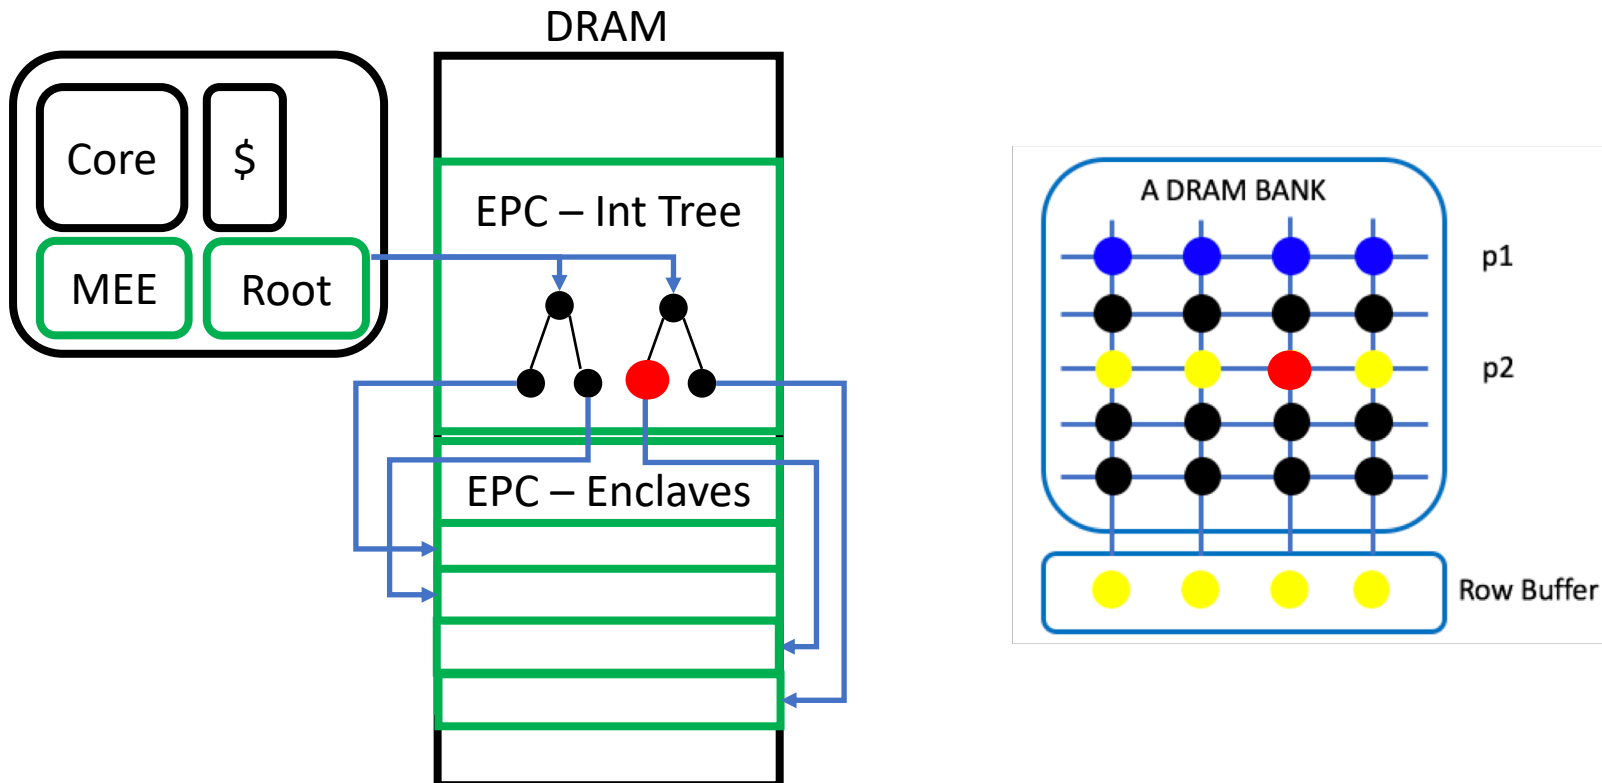 DRAM
Core
$
MEE
Root
EPC – Int Tree
EPC – Enclaves
A DRAM BANK
p1
p2
Row Buffer